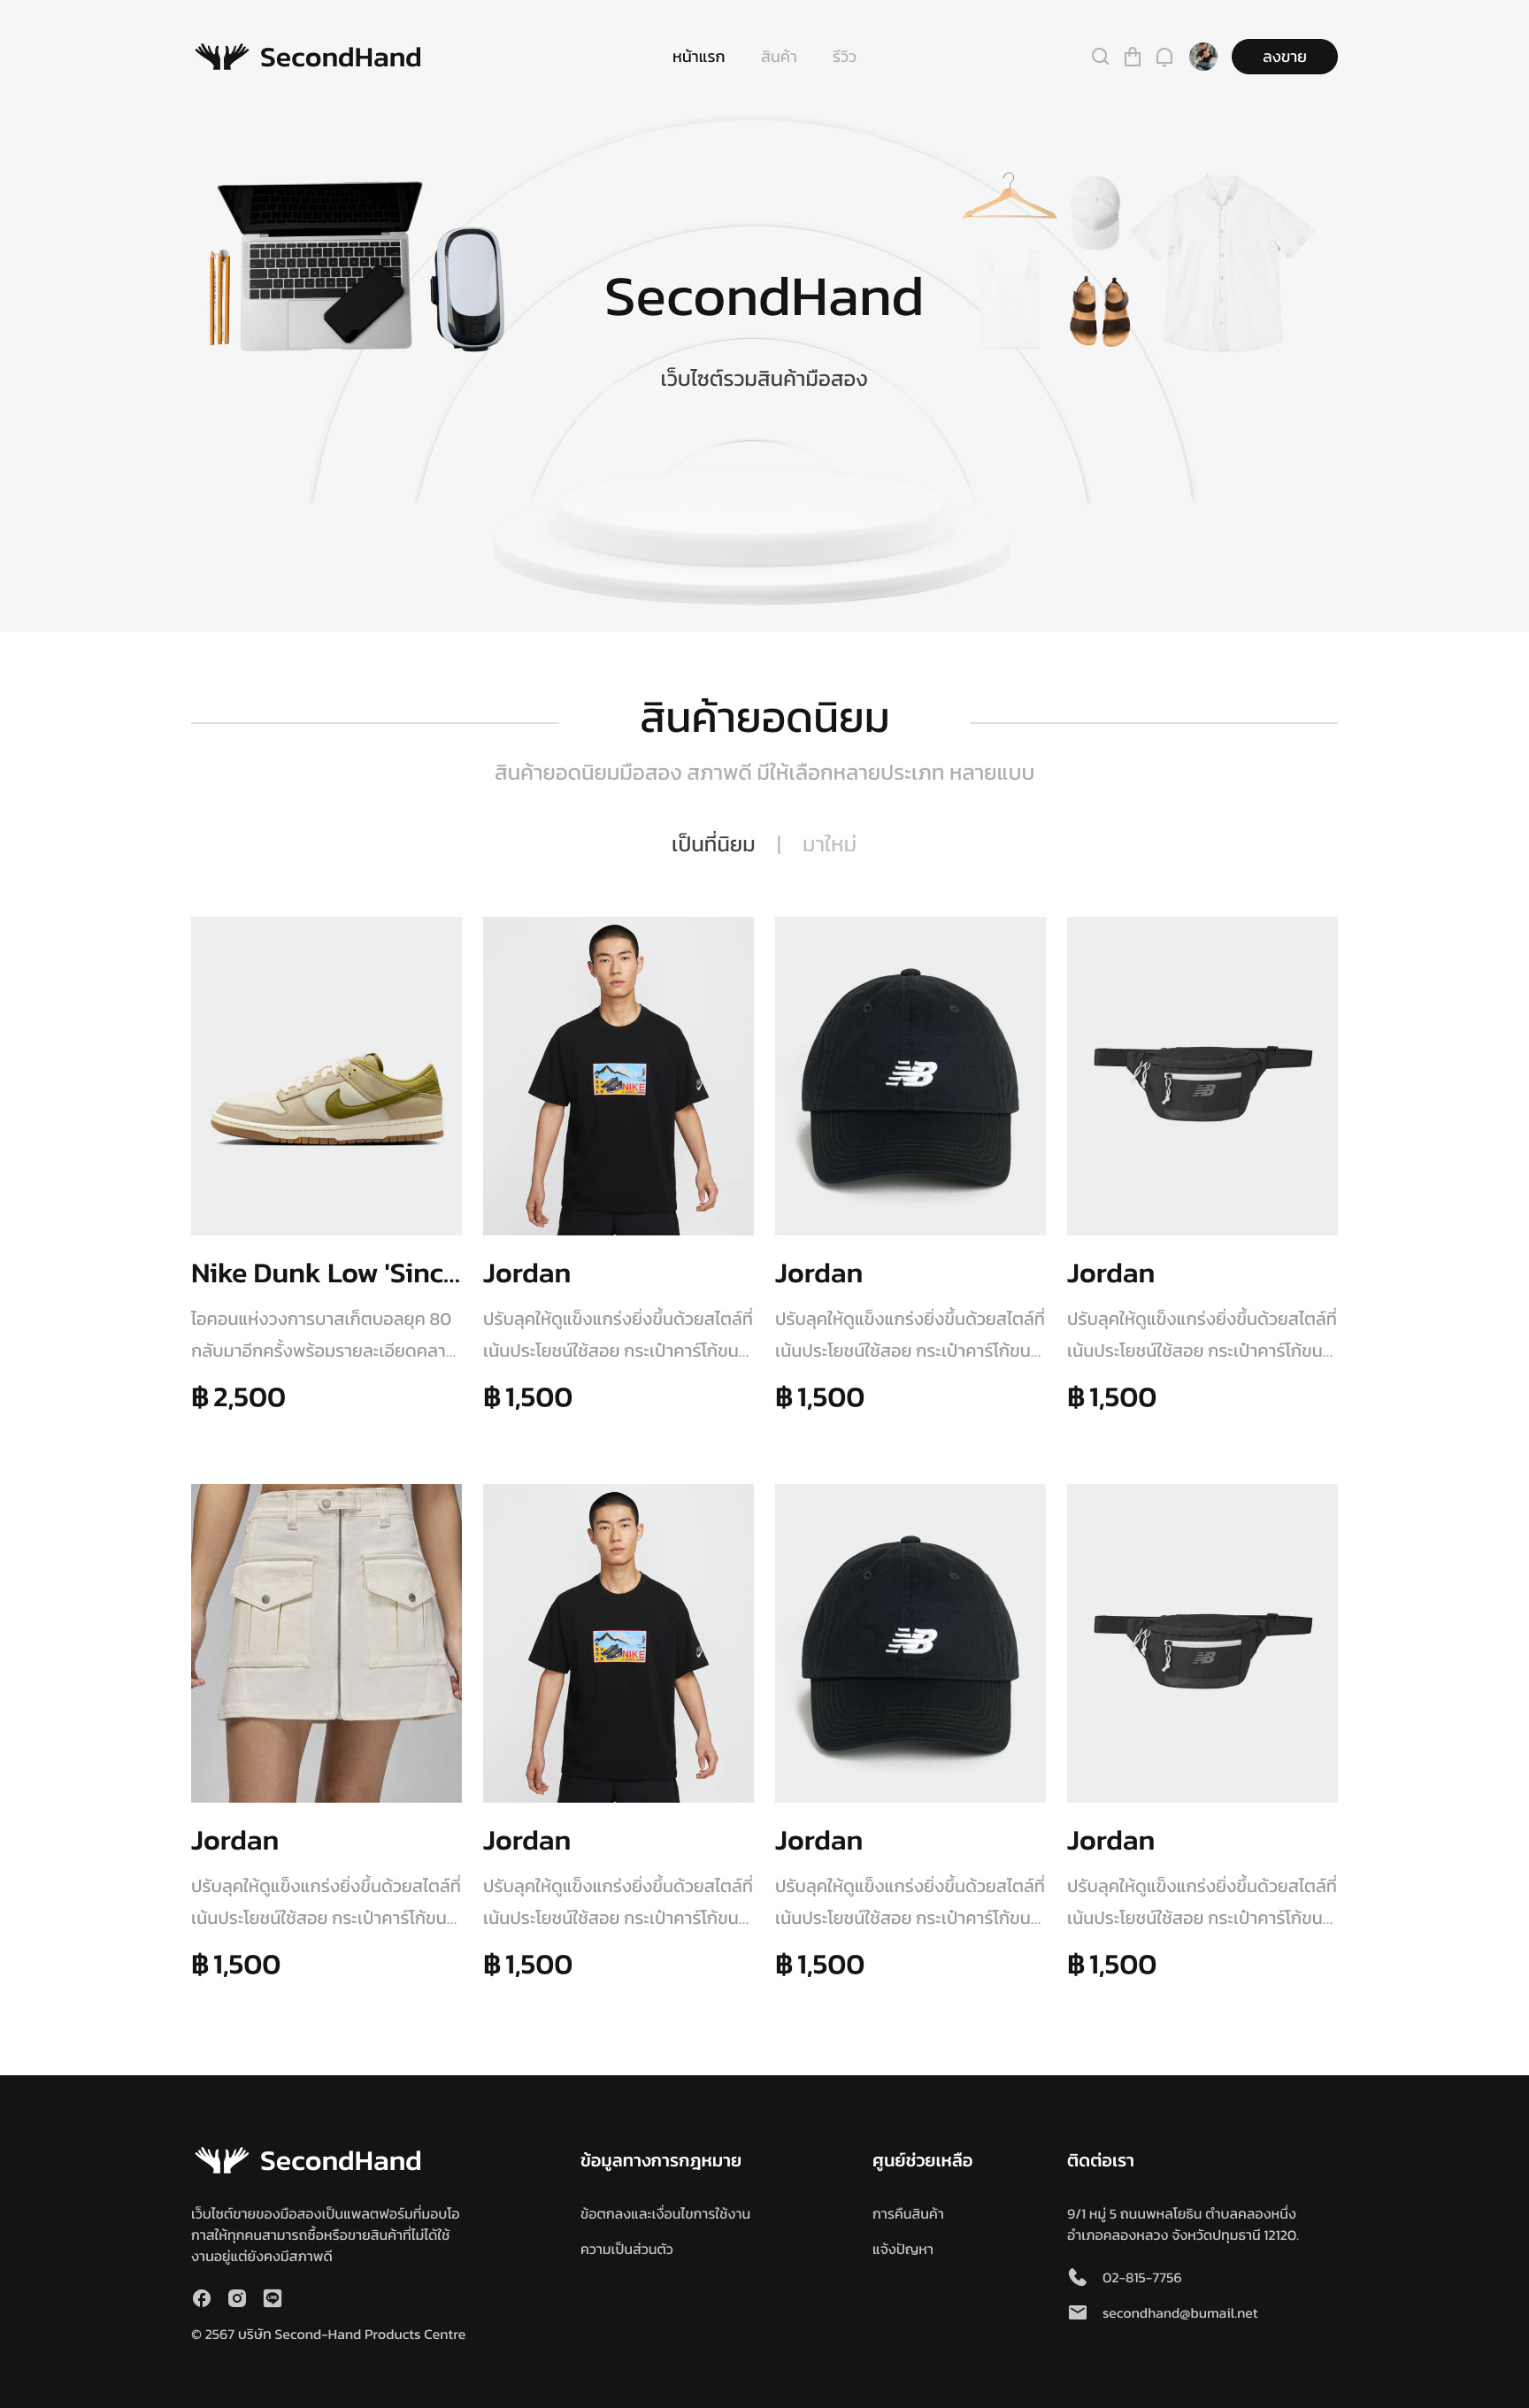 SecondHand
หน้าแรก
สินค้า
รีวิว
ลงขาย
SecondHand
เว็บไซต์รวมสินค้ามือสอง
สินค้ายอดนิยม
สินค้ายอดนิยมมือสอง สภาพดี มีให้เลือกหลายประเภท หลายแบบ
เป็นที่นิยม | มาใหม่
NIKE
NB
NB
Nike Dunk Low 'Sinc...
ไอคอนแห่งวงการบาสเก็ตบอลยุค 80
กลับมาอีกครั้งพร้อมรายละเอียดคลา...
฿ 2,500
Jordan
ปรับลุคให้ดูแข็งแกร่งยิ่งขึ้นด้วยสไตล์ที่
เน้นประโยชน์ใช้สอย กระเป๋าคาร์โก้ขน...
฿ 1,500
Jordan
ปรับลุคให้ดูแข็งแกร่งยิ่งขึ้นด้วยสไตล์ที่
เน้นประโยชน์ใช้สอย กระเป๋าคาร์โก้ขน...
฿ 1,500
Jordan
ปรับลุคให้ดูแข็งแกร่งยิ่งขึ้นด้วยสไตล์ที่
เน้นประโยชน์ใช้สอย กระเป๋าคาร์โก้ขน...
฿ 1,500
NIKE
NB
NB
Jordan
ปรับลุคให้ดูแข็งแกร่งยิ่งขึ้นด้วยสไตล์ที่
เน้นประโยชน์ใช้สอย กระเป๋าคาร์โก้ขน...
฿ 1,500
Jordan
ปรับลุคให้ดูแข็งแกร่งยิ่งขึ้นด้วยสไตล์ที่
เน้นประโยชน์ใช้สอย กระเป๋าคาร์โก้ขน...
฿ 1,500
Jordan
ปรับลุคให้ดูแข็งแกร่งยิ่งขึ้นด้วยสไตล์ที่
เน้นประโยชน์ใช้สอย กระเป๋าคาร์โก้ขน...
฿ 1,500
Jordan
ปรับลุคให้ดูแข็งแกร่งยิ่งขึ้นด้วยสไตล์ที่
เน้นประโยชน์ใช้สอย กระเป๋าคาร์โก้ขน...
฿ 1,500
SecondHand
เว็บไซต์ขายของมือสองเป็นแพลตฟอร์มที่มอบโอ
กาสให้ทุกคนสามารถซื้อหรือขายสินค้าที่ไม่ได้ใช้
งานอยู่แต่ยังคงมีสภาพดี
LINE
© 2567 บริษัท Second-Hand Products Centre
ข้อมูลทางการกฎหมาย
ข้อตกลงและเงื่อนไขการใช้งาน
ความเป็นส่วนตัว
ศูนย์ช่วยเหลือ
การคืนสินค้า
แจ้งปัญหา
ติดต่อเรา
9/1 หมู่ 5 ถนนพหลโยธิน ตำบลคลองหนึ่ง
อำเภอคลองหลวง จังหวัดปทุมธานี 12120.
02-815-7756
secondhand@bumail.net